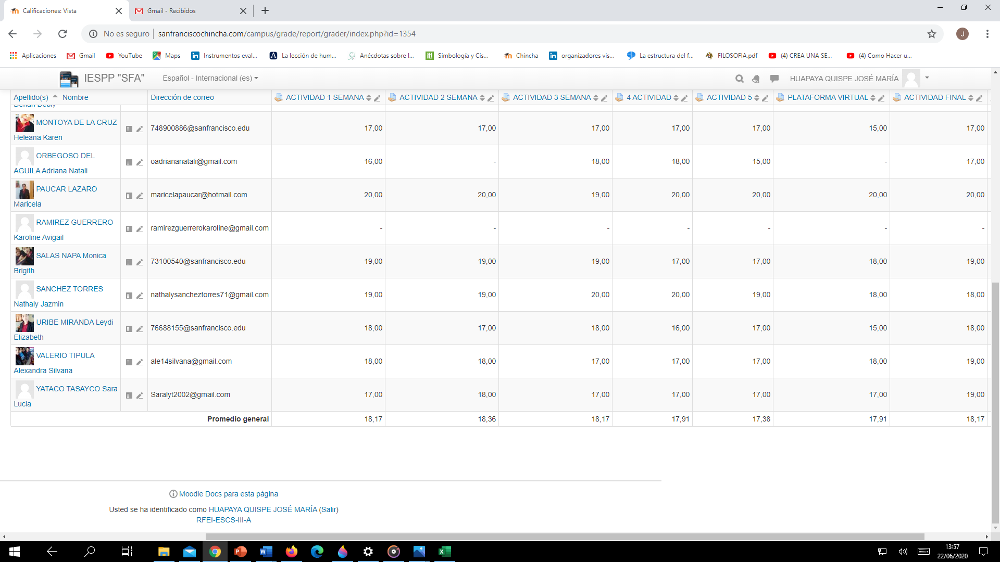 Calificaciones: Vista
Gmail - Recibidos
No es seguro
sanfranciscochincha.com/campus/grade/report/grader/index.php?id=1354
J
Aplicaciones
Gmail
YouTube
Maps
Instrumentos eval...
La lección de hum...
Anécdotas sobre l...
Simbología y Cis...
Chincha
organizadores vis...
La estructura del f...
FILOSOFIA.pdf
(4) CREA UNA SE...
(4) Como Hacer u...
IESPP "SFA"
Español - Internacional (es)
HUAPAYA QUISPE JOSÉ MARÍA
Apellido(s) Nombre
Dirección de correo
ACTIVIDAD 1 SEMANA
ACTIVIDAD 2 SEMANA
ACTIVIDAD 3 SEMANA
4 ACTIVIDAD
ACTIVIDAD 5
PLATAFORMA VIRTUAL
ACTIVIDAD FINAL
MONTOYA DE LA CRUZ
Heleana Karen
748900886@sanfrancisco.edu 17,00 17,00 17,00 17,00 17,00 15,00 17,00
ORBEGOSO DEL
AGUILA Adriana Natali
oadriananatali@gmail.com 16,00 - 18,00 18,00 15,00 - 17,00
PAUCAR LAZARO
Maricela
maricelapaucar@hotmail.com 20,00 20,00 19,00 20,00 20,00 20,00 20,00
RAMIREZ GUERRERO
Karoline Avigail
ramirezguerrerokaroline@gmail.com - - - - - - -
SALAS NAPA Monica
Brigith
73100540@sanfrancisco.edu 19,00 19,00 19,00 17,00 17,00 18,00 19,00
SANCHEZ TORRES
Nathaly Jazmin
nathalysancheztorres71@gmail.com 19,00 19,00 20,00 20,00 19,00 18,00 18,00
URIBE MIRANDA Leydi
Elizabeth
76688155@sanfrancisco.edu 18,00 17,00 18,00 16,00 17,00 15,00 18,00
VALERIO TIPULA
Alexandra Silvana
ale14silvana@gmail.com 18,00 18,00 17,00 17,00 17,00 18,00 19,00
YATACO TASAYCO Sara
Lucia
Saralyt2002@gmail.com 17,00 18,00 17,00 17,00 17,00 17,00 19,00
Promedio general 18,17 18,36 18,17 17,91 17,38 17,91 18,17
Moodle Docs para esta página
Usted se ha identificado como HUAPAYA QUISPE JOSÉ MARÍA (Salir)
RFEI-ESCS-III-A
13:57
22/06/2020